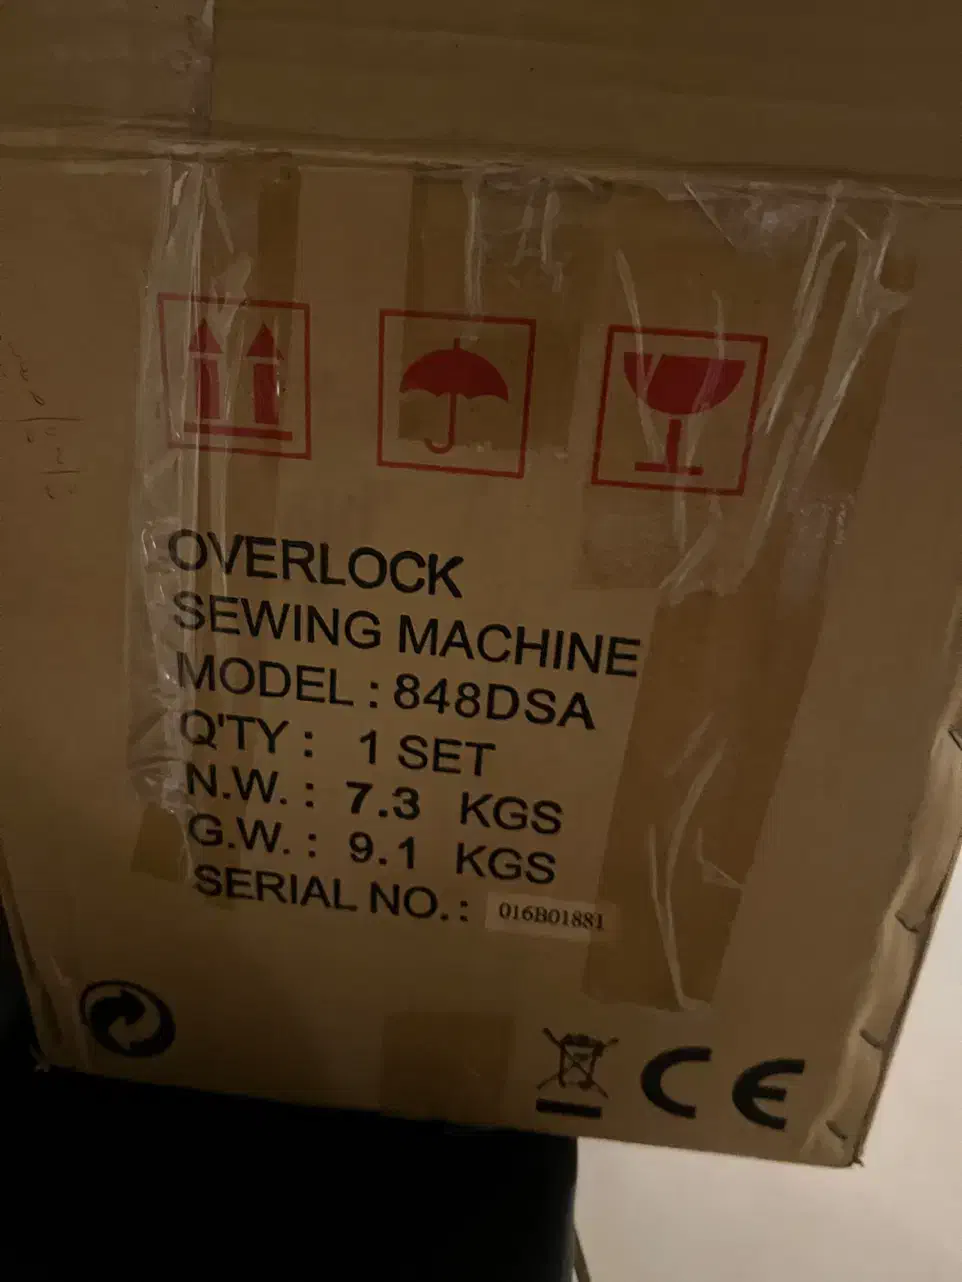 OVERLOCK
SEWING MACHINE
MODEL : 848DSA
Q'TY : 1 SET
N.W. : 7.3 KGS
G.W. : 9.1 KGS
SERIAL NO. : 016B01881
CE